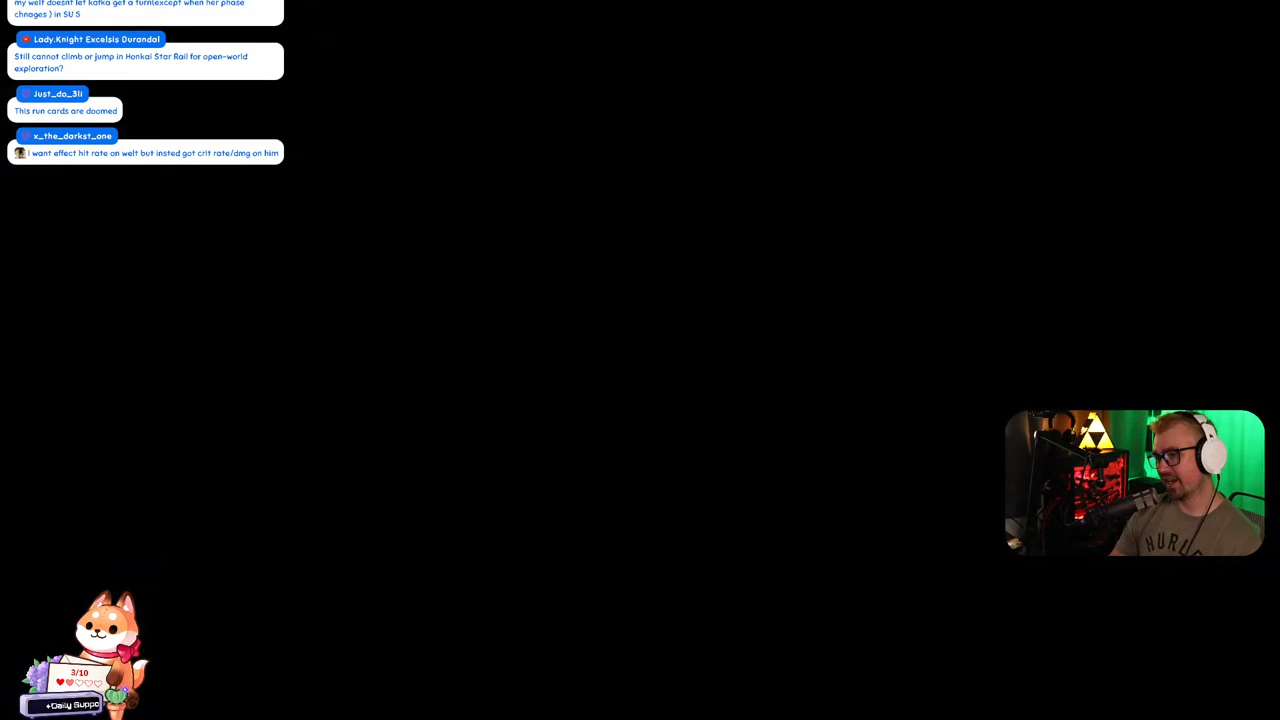 my welt doesnt let kafka get a turn(except when her phase
chnages ) in SU 5
Lady.Knight Excelsis Durandal
Still cannot climb or jump in Honkai Star Rail for open-world
exploration?
Just_do_3li
This run cards are doomed
x_the_darkst_one
i want effect hit rate on welt but insted got crit rate/dmg on him
HURL
3/10
+Daily Suppo